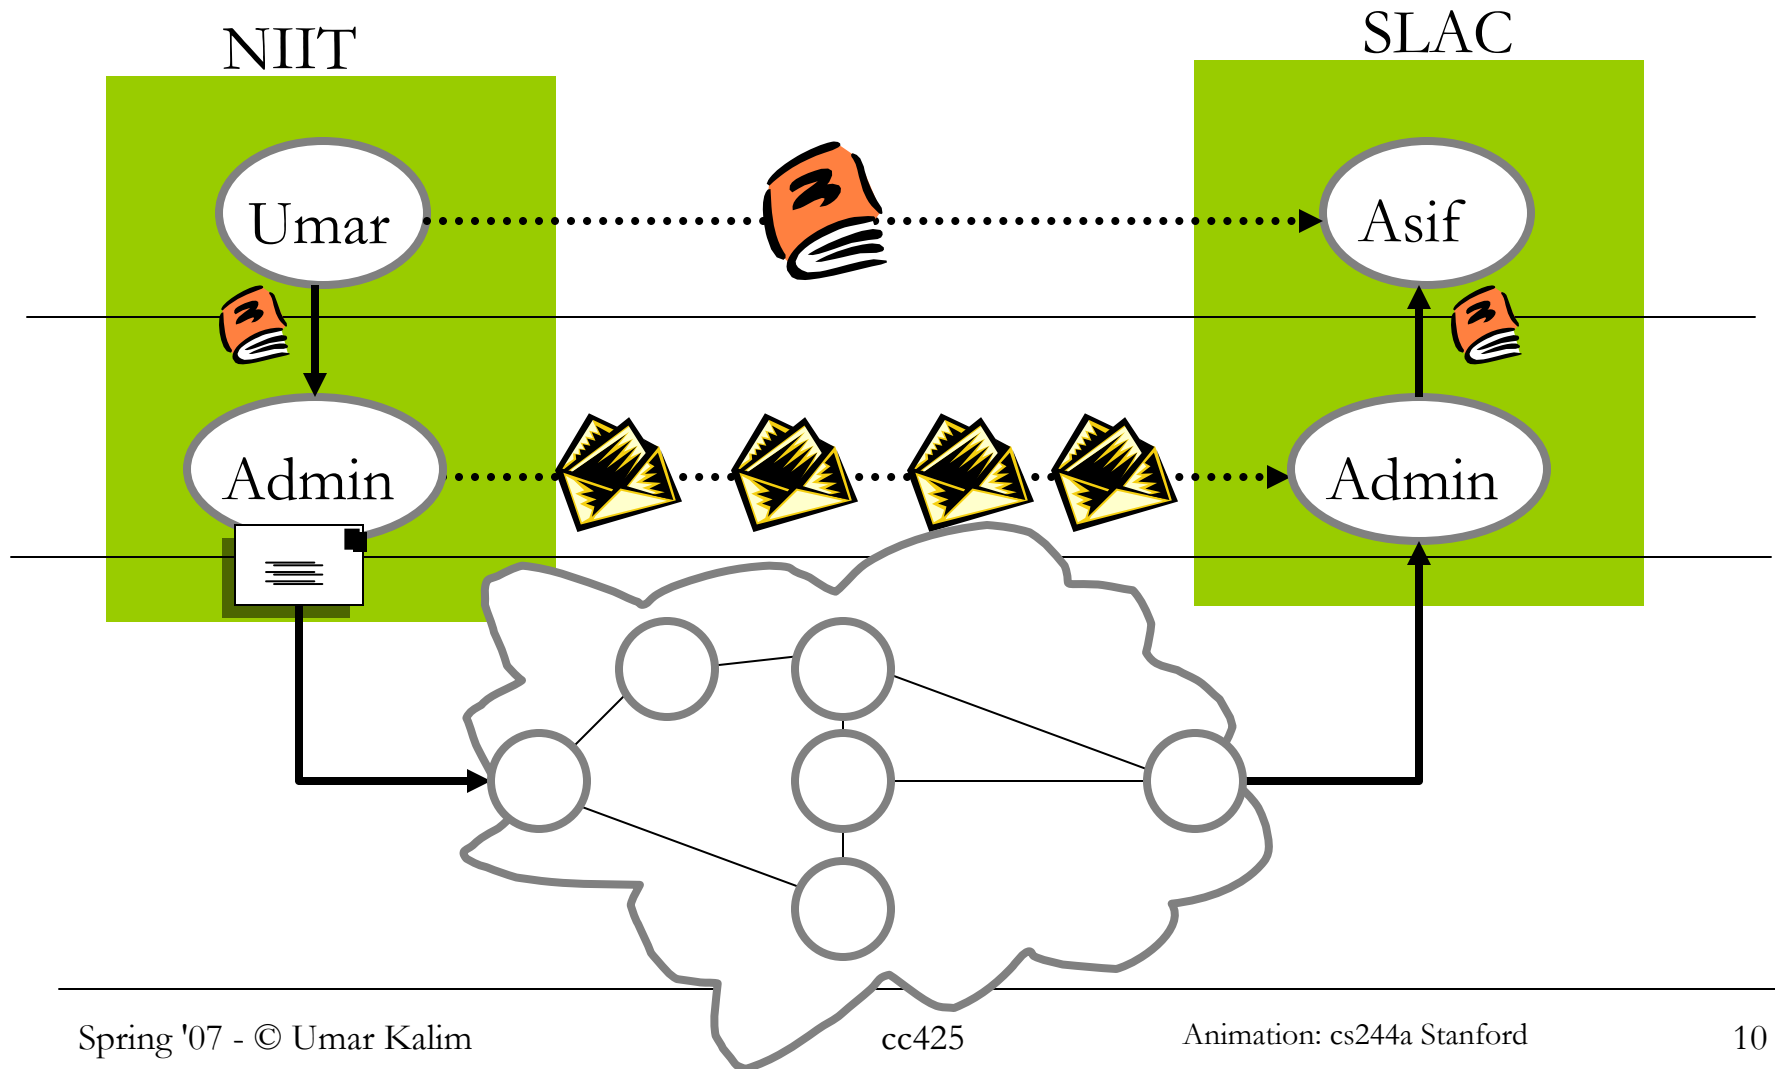 NIIT
SLAC
Umar
Asif
Admin
Admin
Spring '07 - © Umar Kalim
cc425
Animation: cs244a Stanford
10